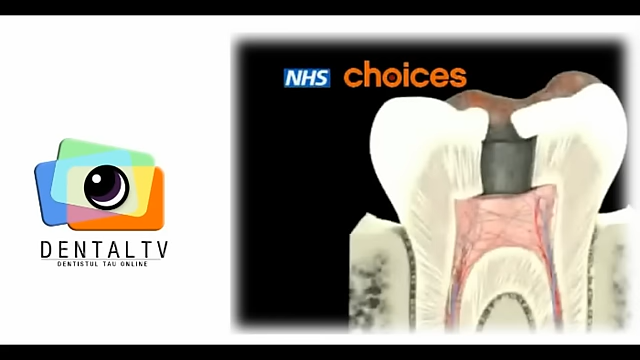 NHS choices
DENTALTV
DENTISTUL TAU ONLINE